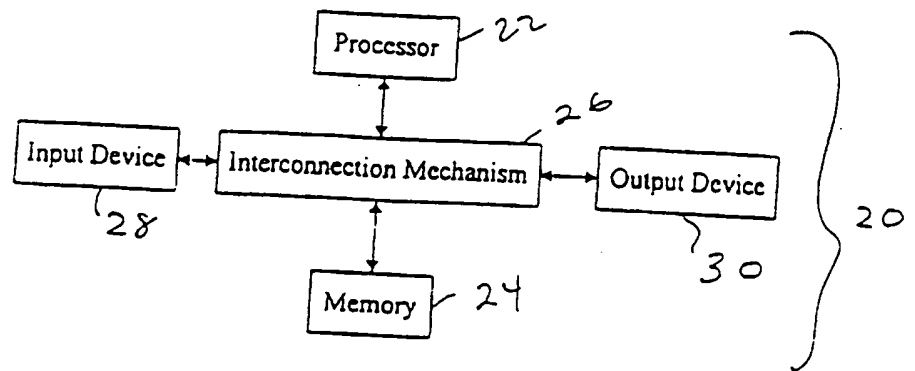 Processor
22
26
Input Device
Interconnection Mechanism
Output Device
28
30
20
Memory
24